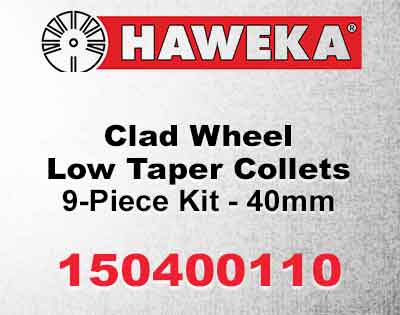 HAWEKA®
Clad Wheel
Low Taper Collets
9-Piece Kit - 40mm
150400110